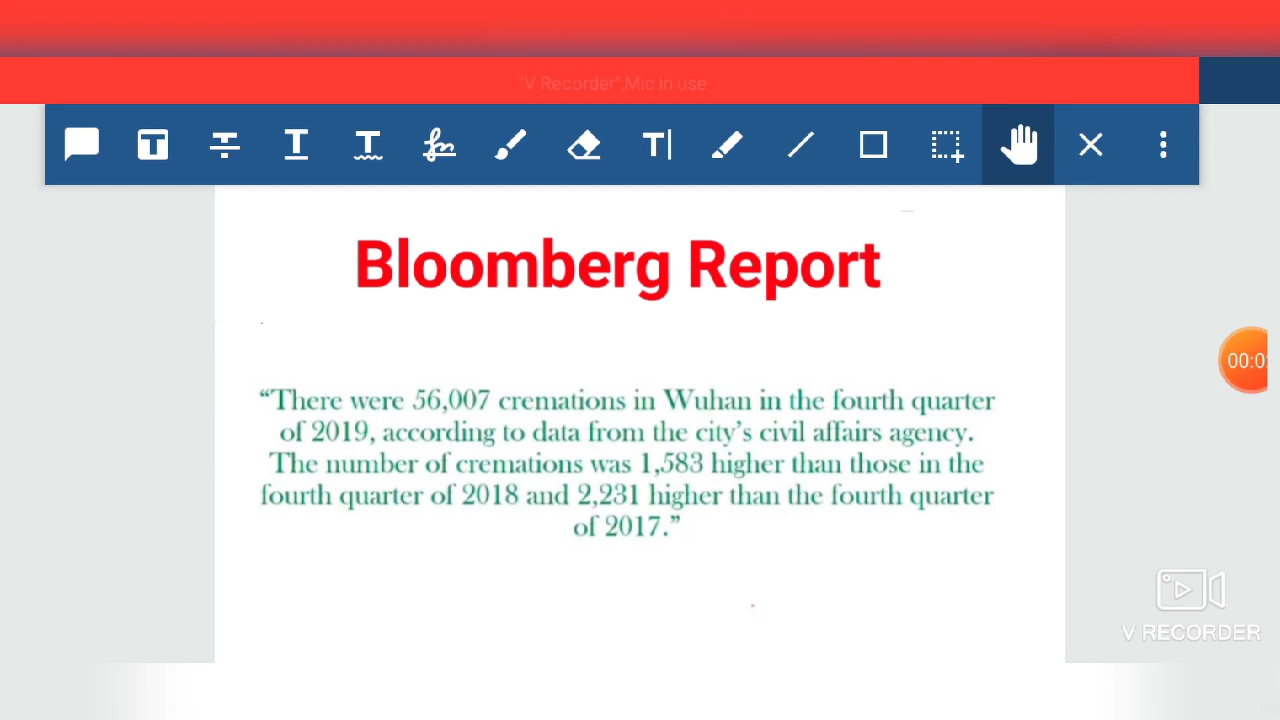 "V Recorder",Mic in use
T
T
T
T
T|
Bloomberg Report
“There were 56,007 cremations in Wuhan in the fourth quarter
of 2019, according to data from the city’s civil affairs agency.
The number of cremations was 1,583 higher than those in the
fourth quarter of 2018 and 2,231 higher than the fourth quarter
of 2017.”
00:0
V RECORDER